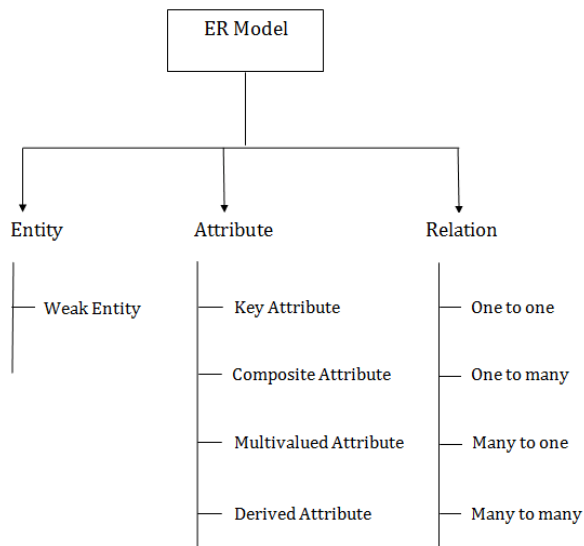 ER Model
Entity
Attribute
Relation
Weak Entity
Key Attribute
One to one
Composite Attribute
One to many
Multivalued Attribute
Many to one
Derived Attribute
Many to many